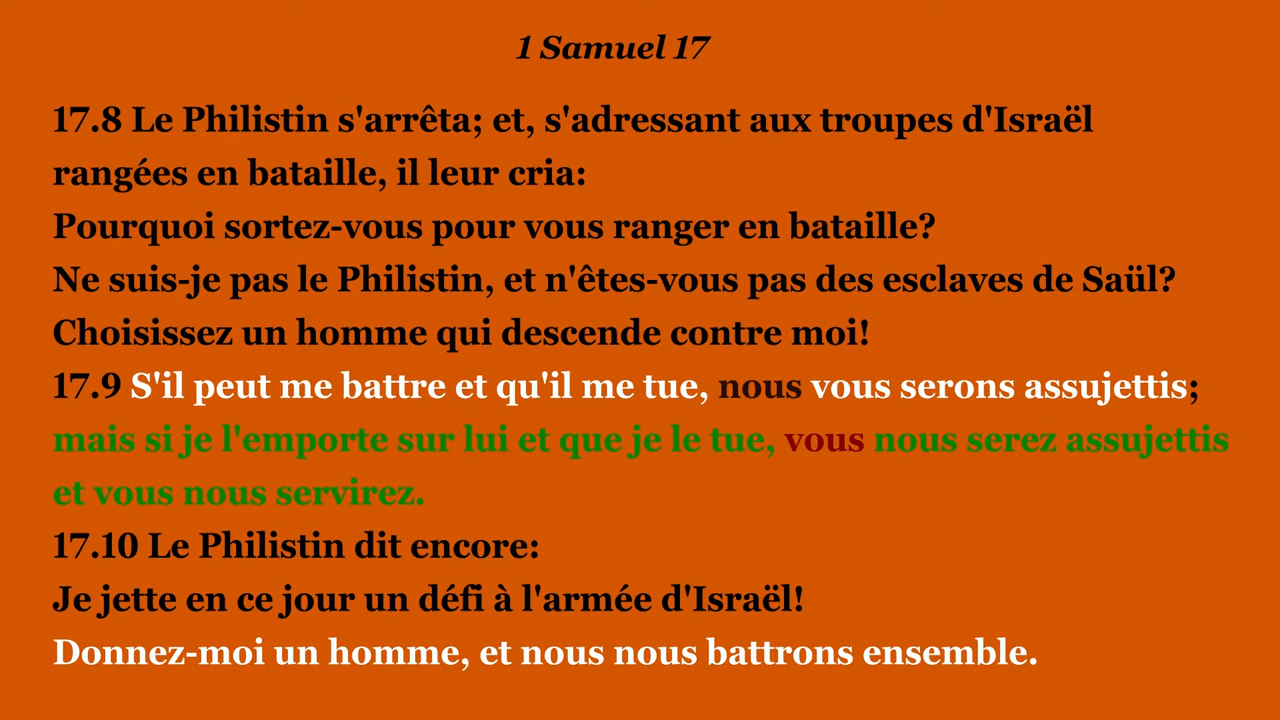 1 Samuel 17
17.8 Le Philistin s'arrêta; et, s'adressant aux troupes d'Israël
rangées en bataille, il leur cria:
Pourquoi sortez-vous pour vous ranger en bataille?
Ne suis-je pas le Philistin, et n'êtes-vous pas des esclaves de Saül?
Choisissez un homme qui descende contre moi!
17.9 S'il peut me battre et qu'il me tue, nous vous serons assujettis;
mais si je l'emporte sur lui et que je le tue, vous nous serez assujettis
et vous nous servirez.
17.10 Le Philistin dit encore:
Je jette en ce jour un défi à l'armée d'Israël!
Donnez-moi un homme, et nous nous battrons ensemble.